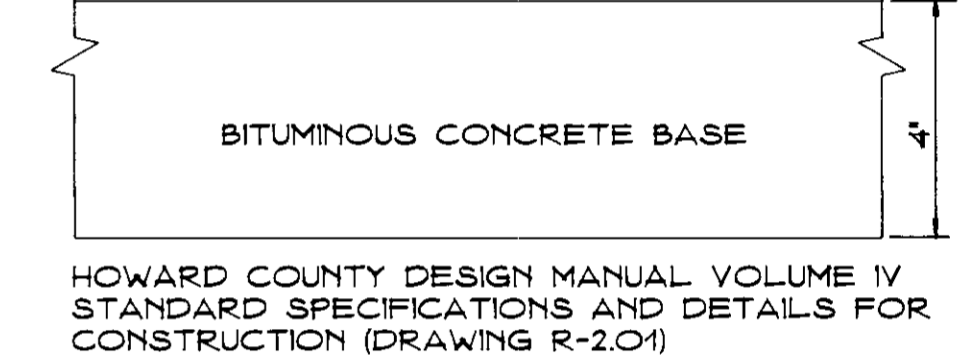 BITUMINOUS CONCRETE BASE
4"
HOWARD COUNTY DESIGN MANUAL VOLUME IV
STANDARD SPECIFICATIONS AND DETAILS FOR
CONSTRUCTION (DRAWING R-2.01)